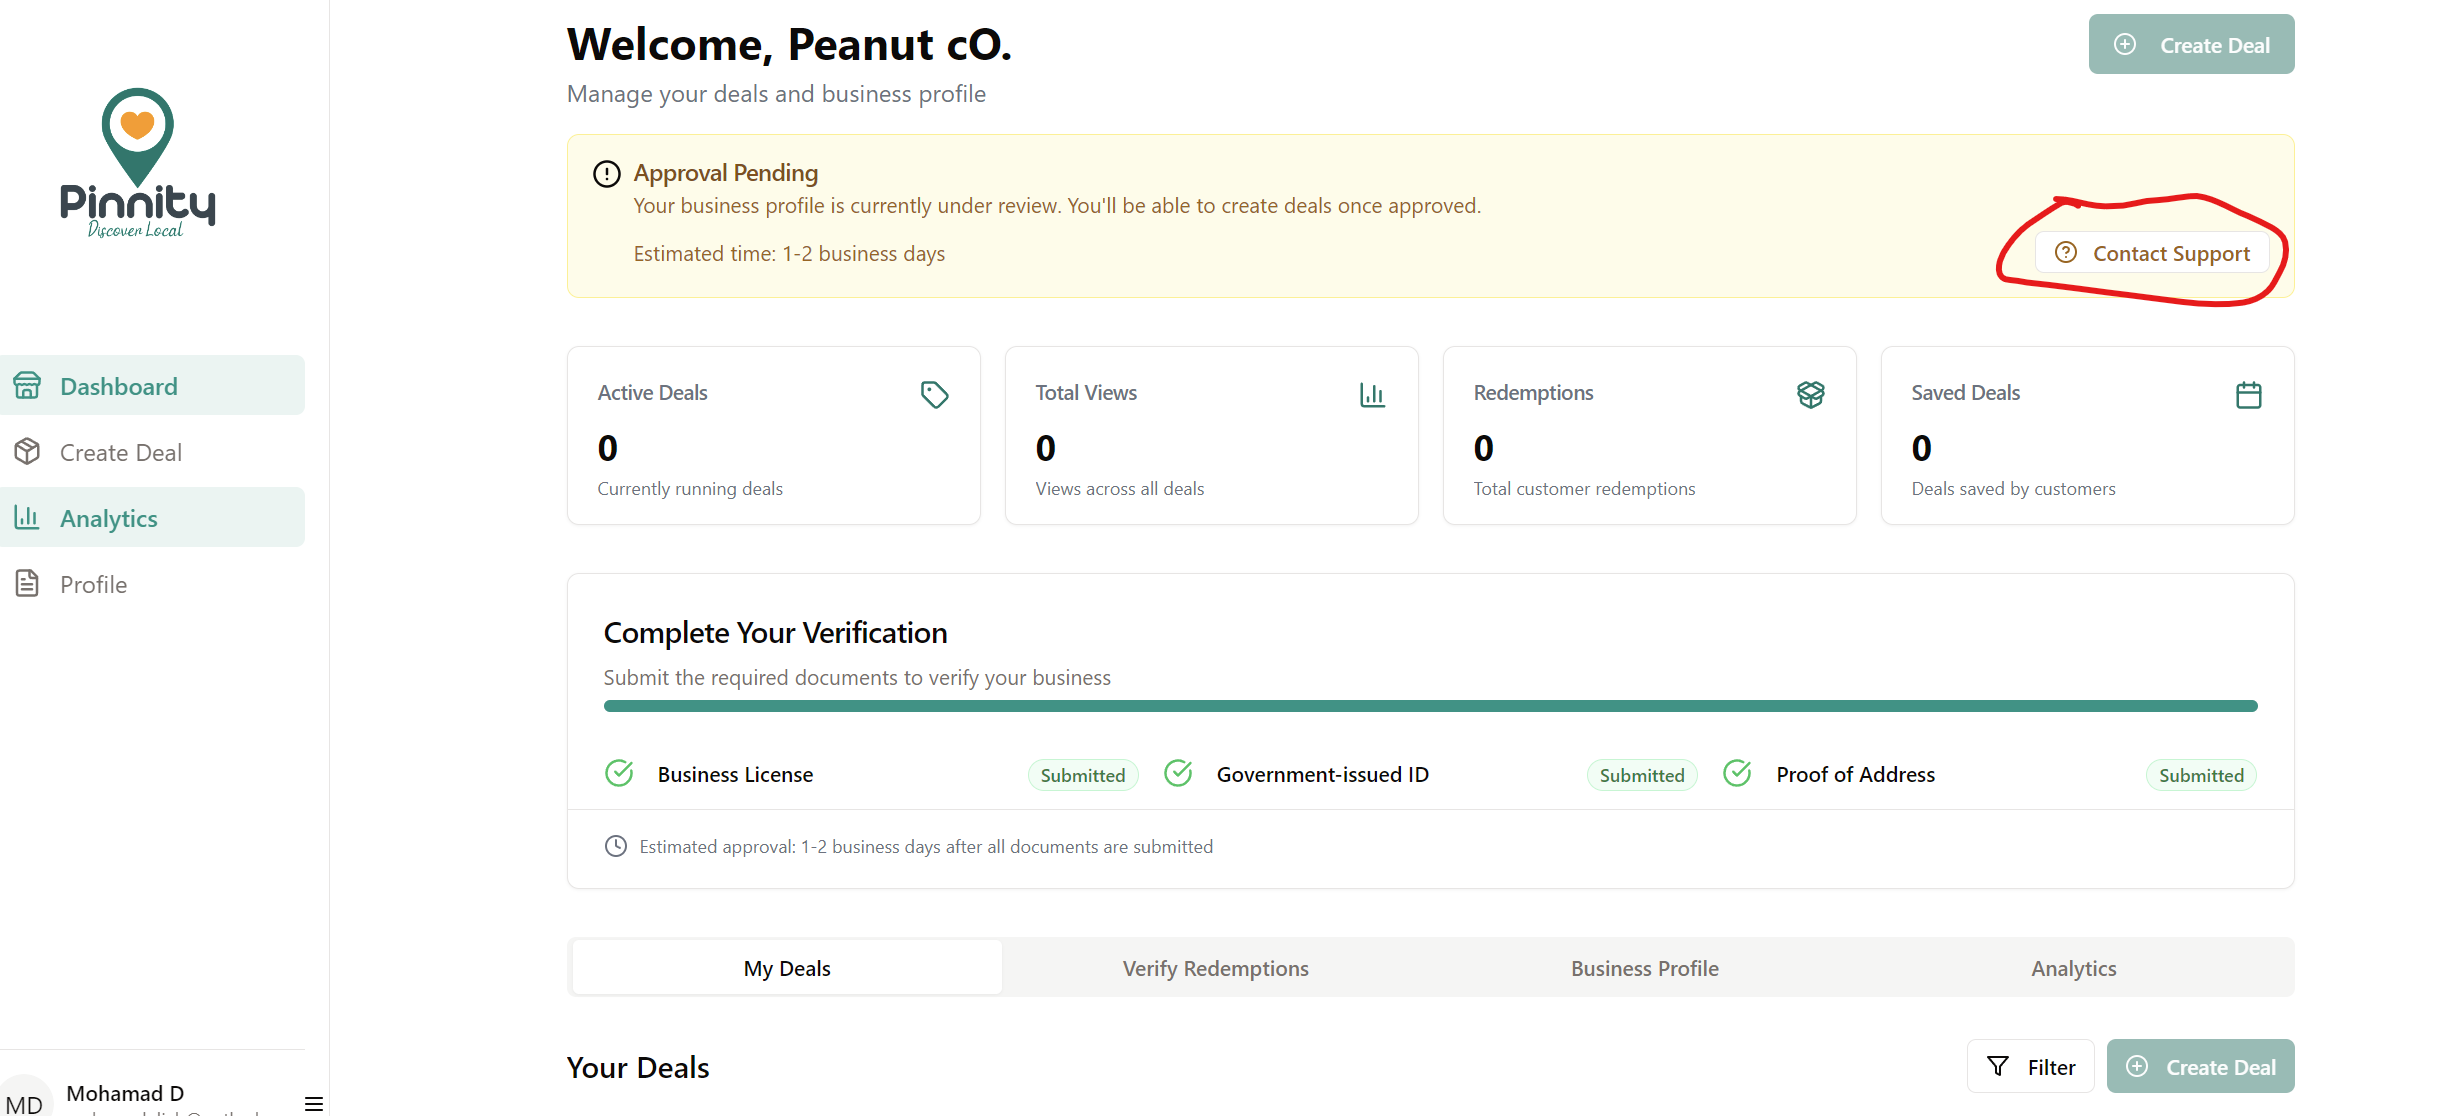 Pinnity
Discover Local
Dashboard
Create Deal
Analytics
Profile
MD
Mohamad D
Welcome, Peanut cO.
Manage your deals and business profile
Create Deal
Approval Pending
Your business profile is currently under review. You'll be able to create deals once approved.
Estimated time: 1-2 business days
Contact Support
Active Deals
0
Currently running deals
Total Views
0
Views across all deals
Redemptions
0
Total customer redemptions
Saved Deals
0
Deals saved by customers
Complete Your Verification
Submit the required documents to verify your business
Business License Submitted Government-issued ID Submitted Proof of Address Submitted
Estimated approval: 1-2 business days after all documents are submitted
My Deals Verify Redemptions Business Profile Analytics
Your Deals Filter Create Deal